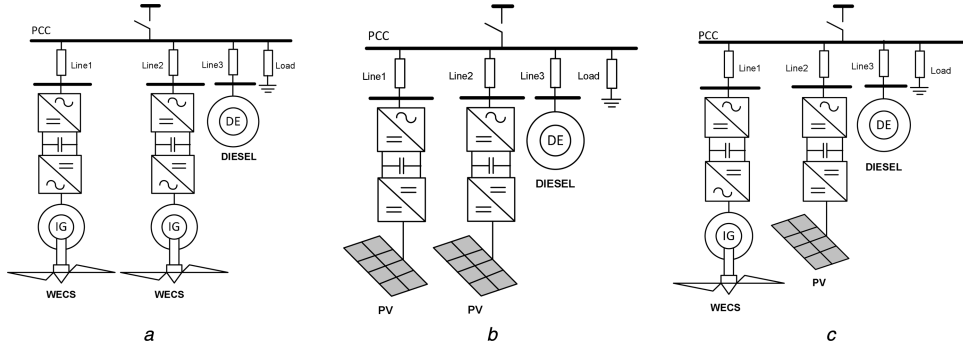 PCC
Line1
Line2
Line3
Load
DE
DIESEL
IG
IG
WECS
WECS
a
PCC
Line1
Line2
Line3
Load
DE
DIESEL
PV
PV
b
PCC
Line1
Line2
Line3
Load
DE
DIESEL
IG
PV
WECS
c